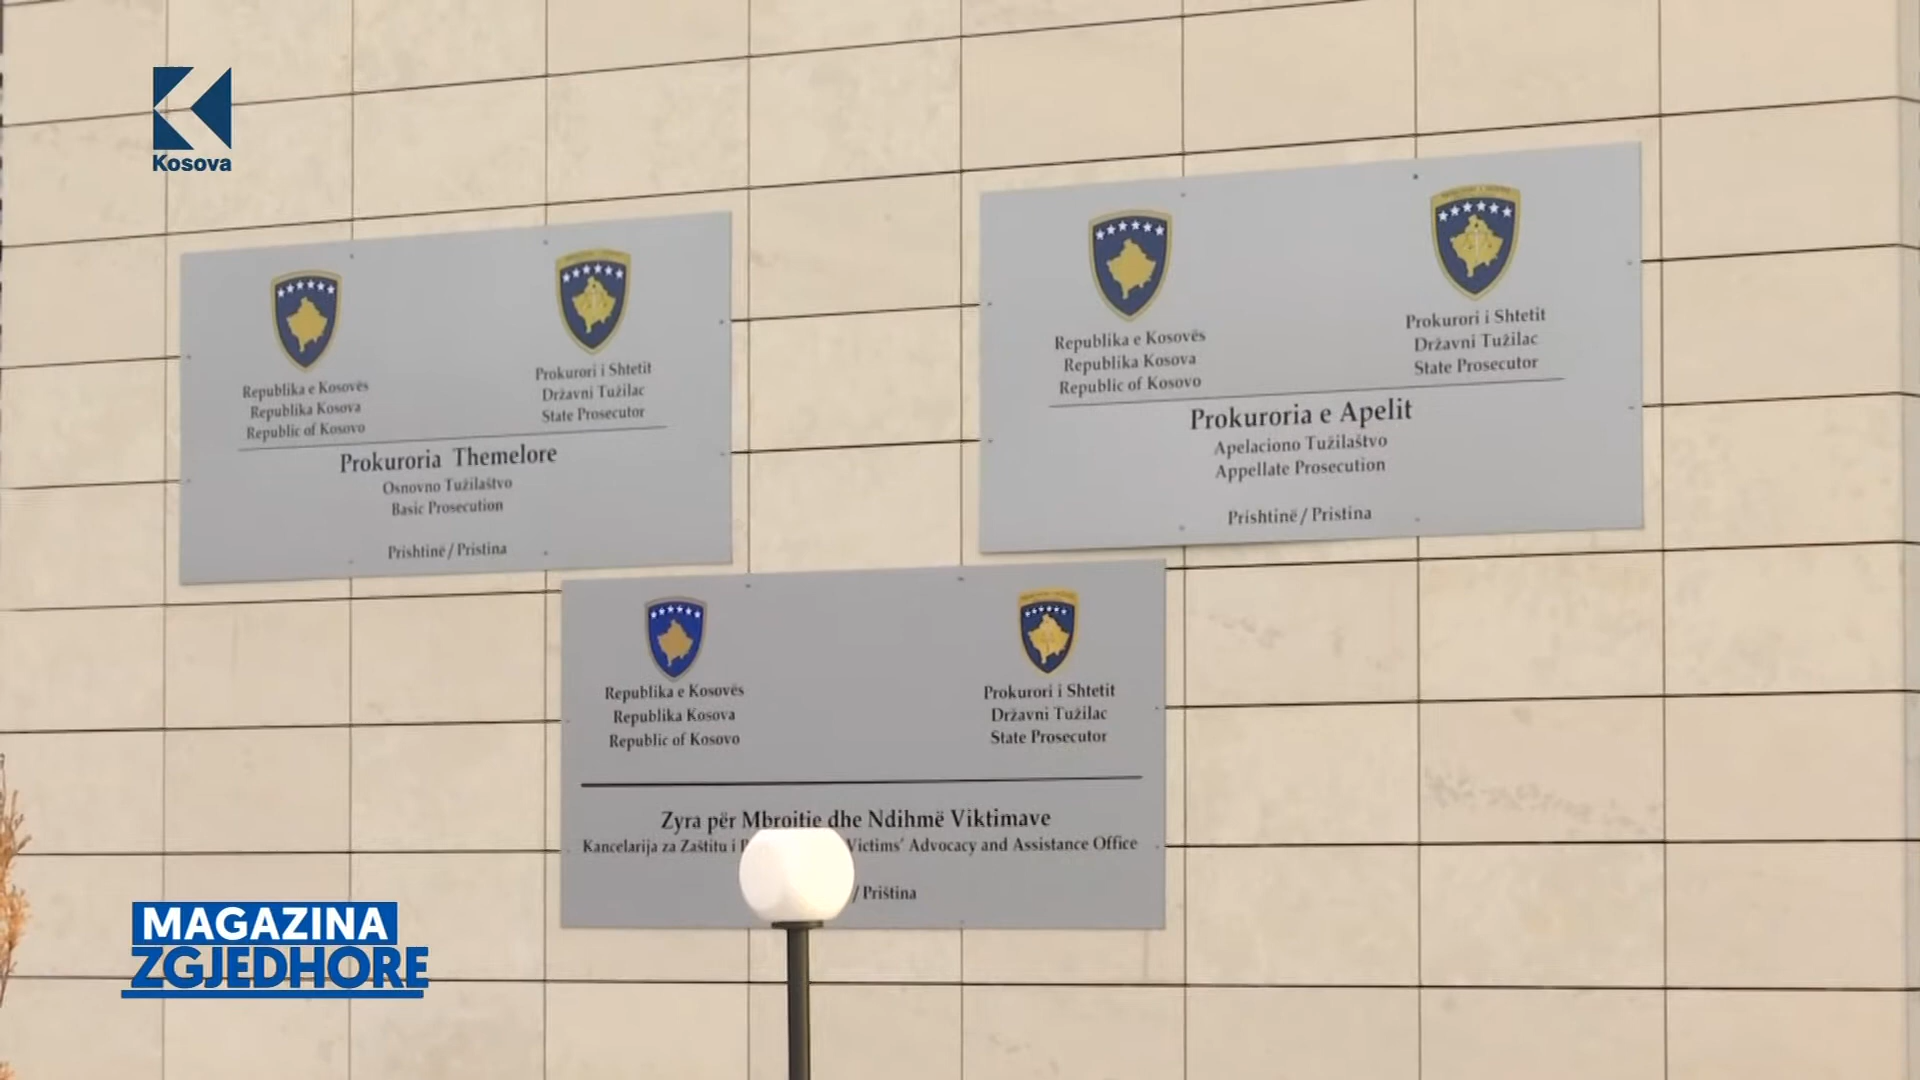 Kosova
Republika e Kosovës
Republika Kosova
Republic of Kosovo
Prokurori i Shtetit
Državni Tužilac
State Prosecutor
Prokuroria Themelore
Osnovno Tužilaštvo
Basic Prosecution
Prishtinë / Pristina
Republika e Kosovës
Republika Kosova
Republic of Kosovo
Prokurori i Shtetit
Državni Tužilac
State Prosecutor
Prokuroria e Apelit
Apelaciono Tužilaštvo
Appellate Prosecution
Prishtinë / Pristina
Republika e Kosovës
Republika Kosova
Republic of Kosovo
Prokurori i Shtetit
Državni Tužilac
State Prosecutor
Zyra për Mbrojtje dhe Ndihmë Viktimave
Kancelarija za Zaštitu i Victims' Advocacy and Assistance Office
/ Priština
MAGAZINA
ZGJEDHORE